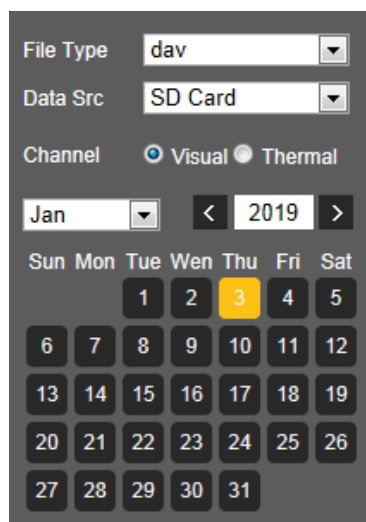 File Type dav
Data Src SD Card
Channel Visual Thermal
Jan < 2019 >
Sun Mon Tue Wen Thu Fri Sat
1 2 3 4 5
6 7 8 9 10 11 12
13 14 15 16 17 18 19
20 21 22 23 24 25 26
27 28 29 30 31